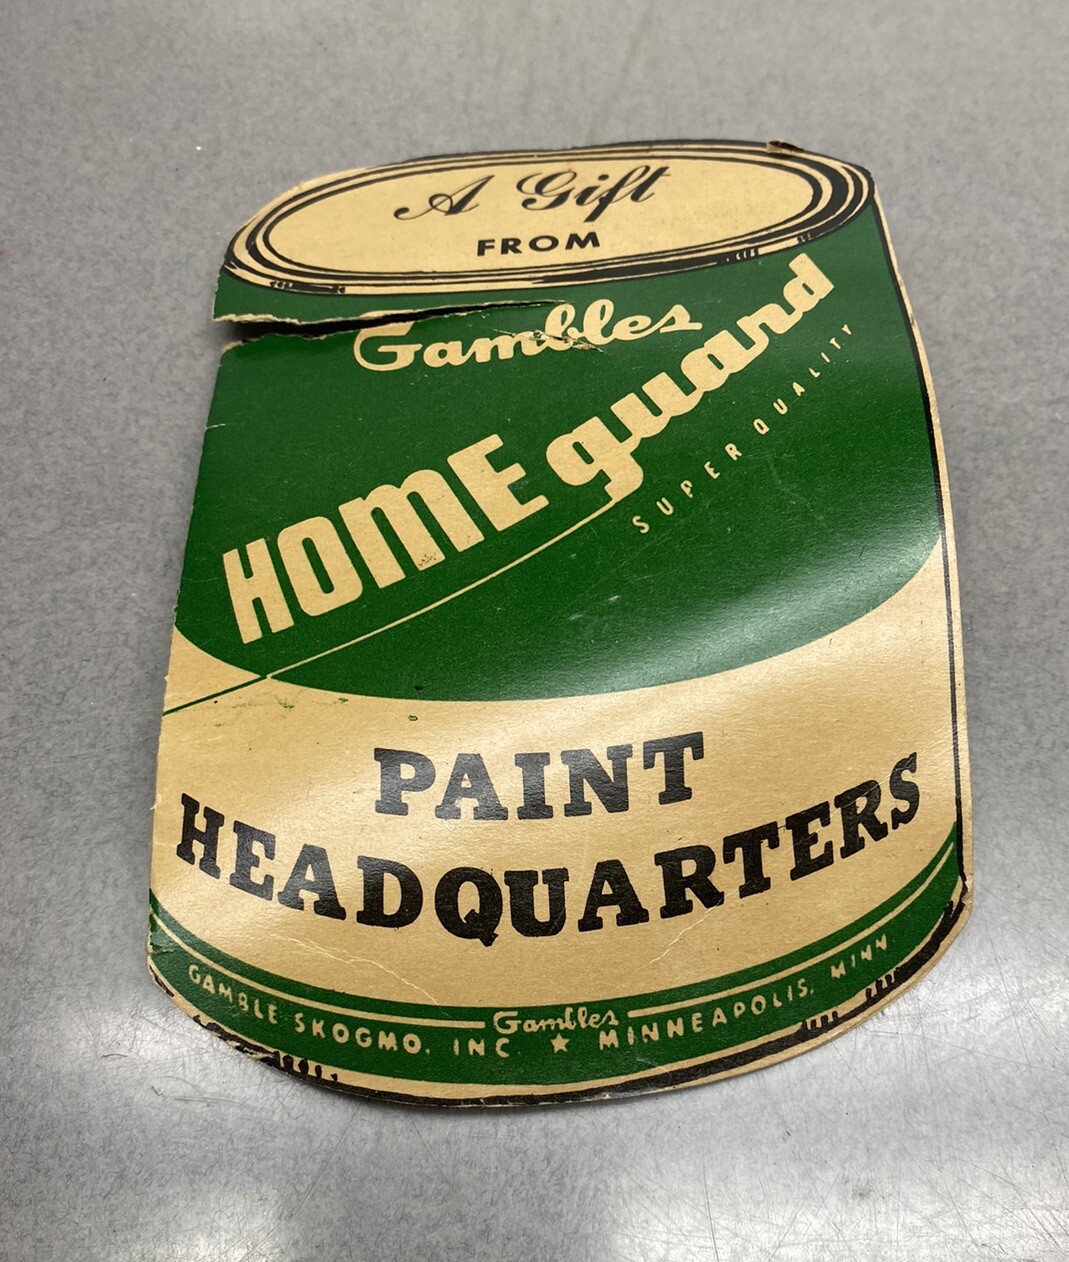 A Gift
FROM
Gambles
HOME guard
SUPER QUALITY
PAINT
HEADQUARTERS
Gambles
GAMBLE-SKOGMO, INC ★ MINNEAPOLIS, MINN